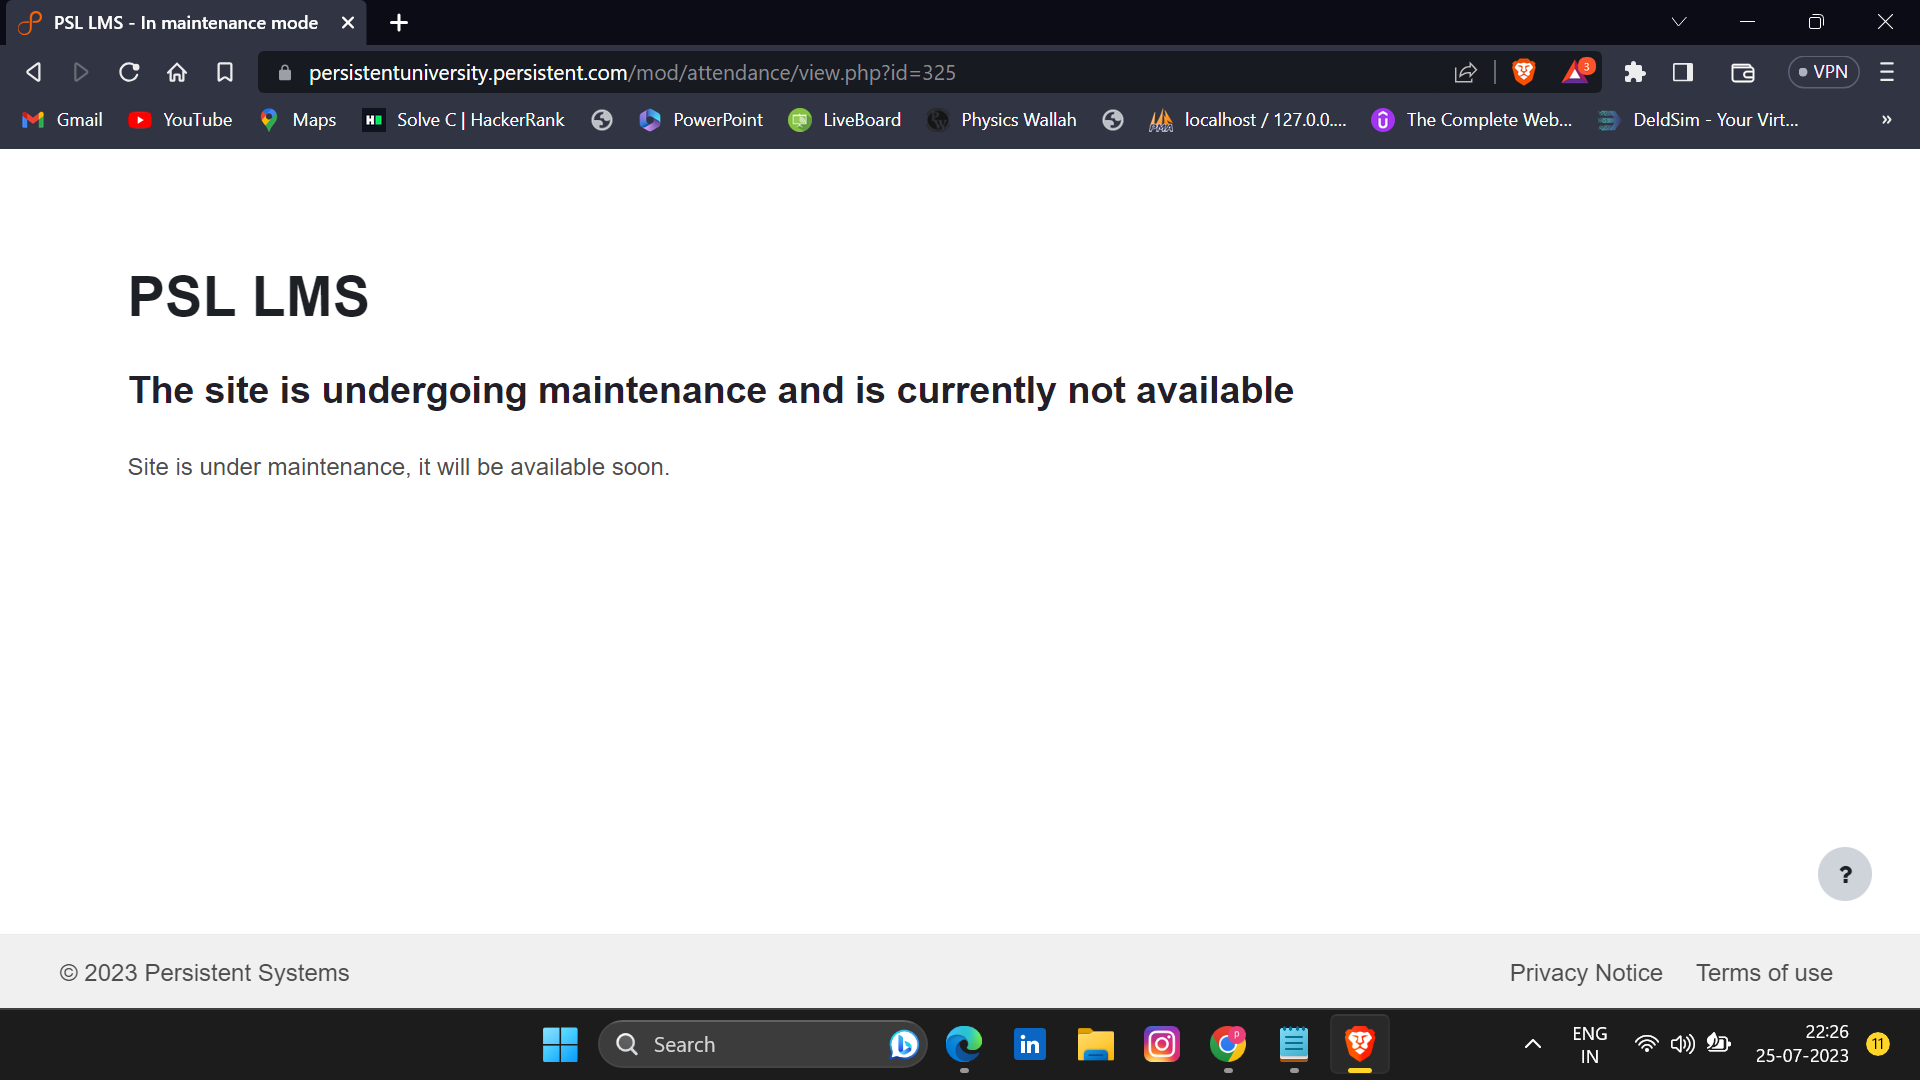 PSL LMS - In maintenance mode
persistentuniversity.persistent.com/mod/attendance/view.php?id=325
3
VPN
Gmail
YouTube
Maps
Solve C | HackerRank
PowerPoint
LiveBoard
Physics Wallah
localhost / 127.0.0....
The Complete Web...
DeldSim - Your Virt...
»
PSL LMS
The site is undergoing maintenance and is currently not available
Site is under maintenance, it will be available soon.
?
© 2023 Persistent Systems
Privacy Notice
Terms of use
Search
ENG
IN
22:26
25-07-2023
11